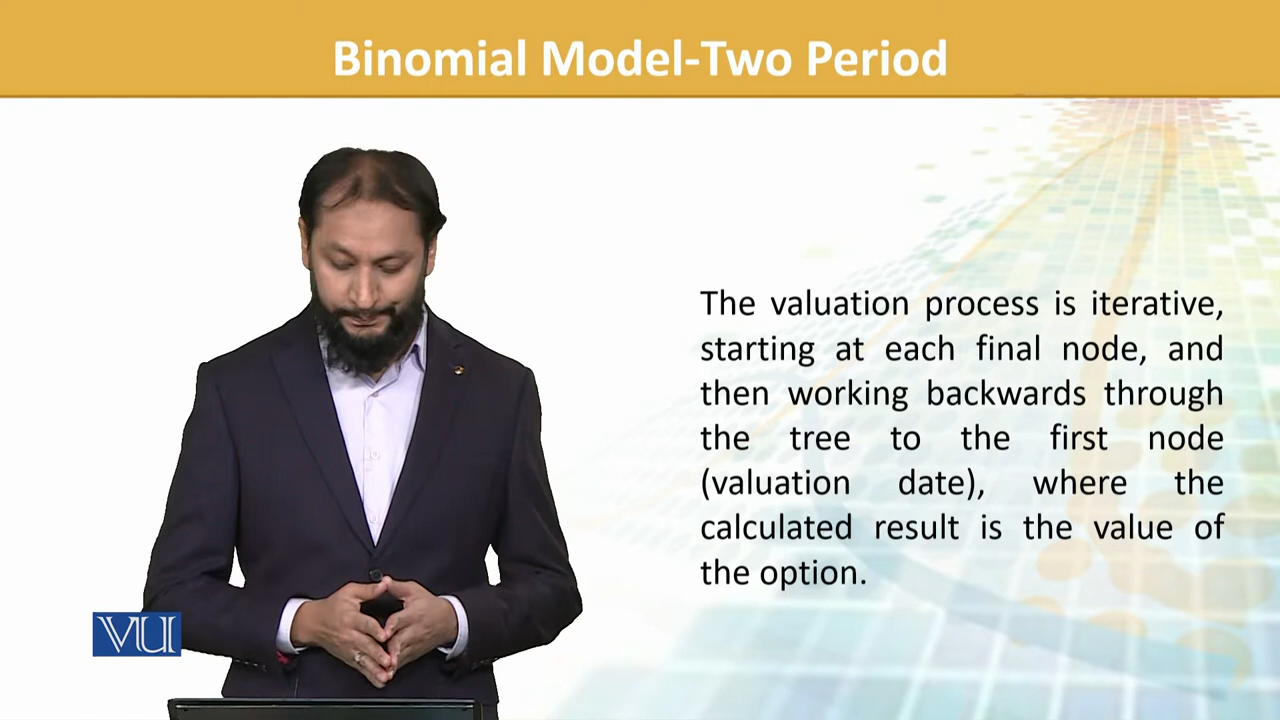 Binomial Model-Two Period
The valuation process is iterative,
starting at each final node, and
then working backwards through
the tree to the first node
(valuation date), where the
calculated result is the value of
the option.
VU